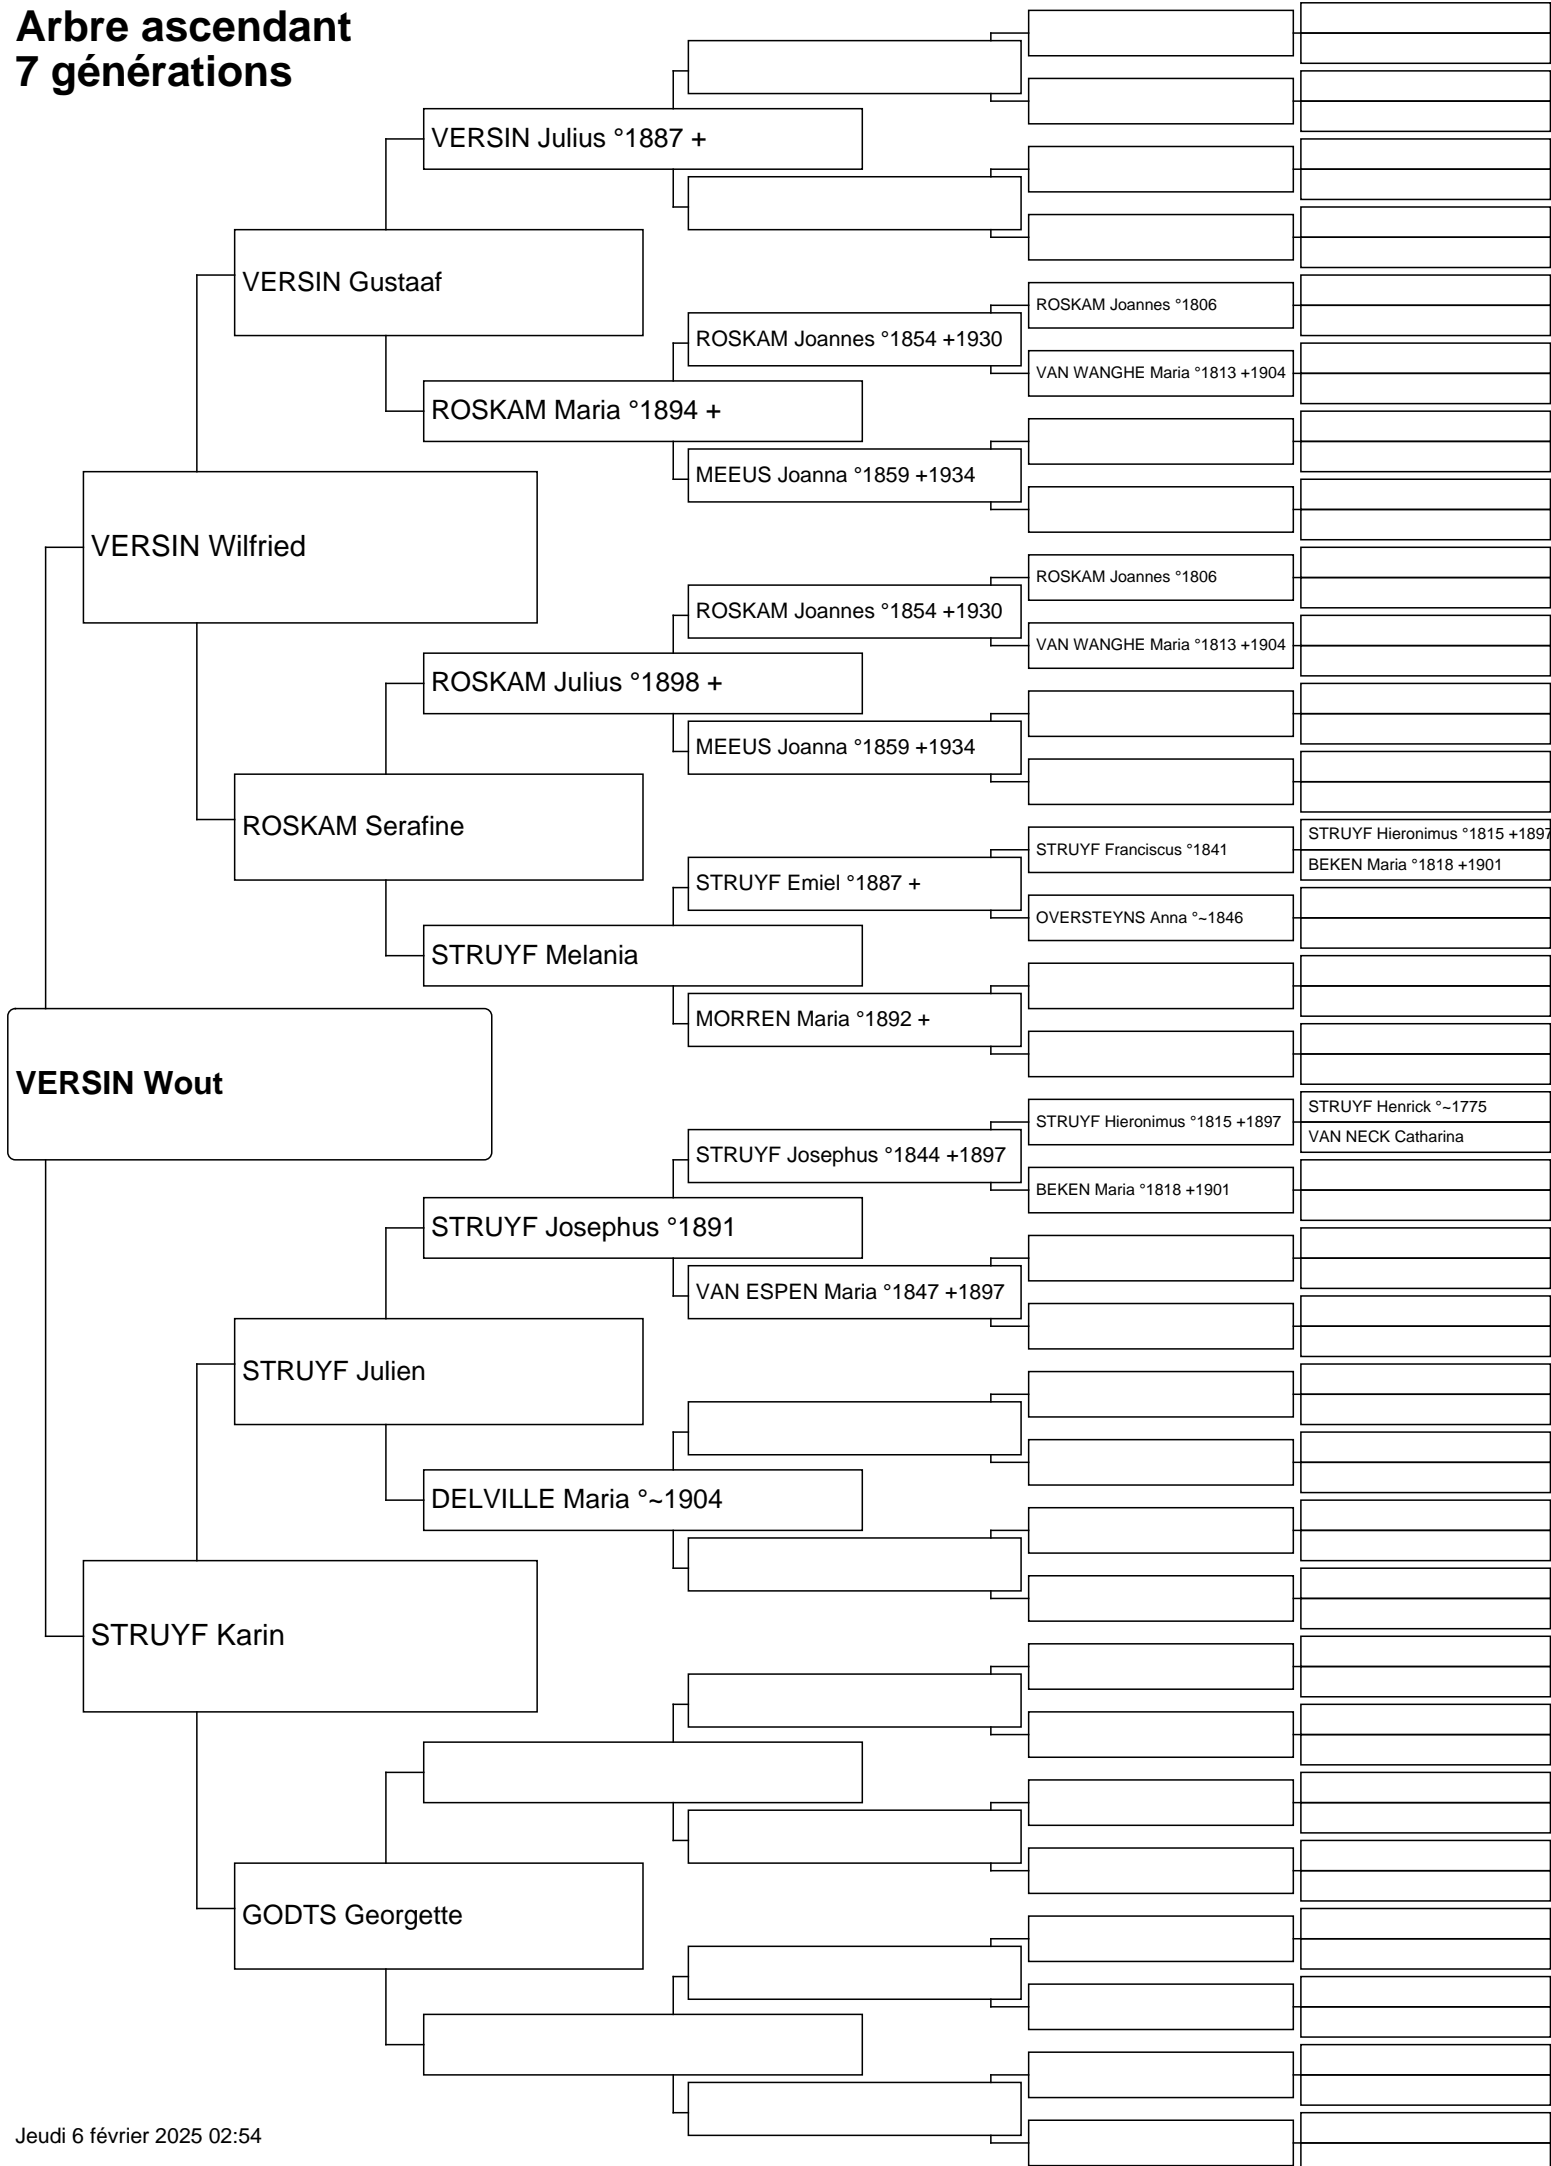 Arbre ascendant
7 générations
VERSIN Julius °1887 +
VERSIN Gustaaf
ROSKAM Joannes °1806
ROSKAM Joannes °1854 +1930
VAN WANGHE Maria °1813 +1904
ROSKAM Maria °1894 +
MEEUS Joanna °1859 +1934
VERSIN Wilfried
ROSKAM Joannes °1806
ROSKAM Joannes °1854 +1930
VAN WANGHE Maria °1813 +1904
ROSKAM Julius °1898 +
MEEUS Joanna °1859 +1934
ROSKAM Serafine
STRUYF Hieronimus °1815 +1897
STRUYF Franciscus °1841
BEKEN Maria °1818 +1901
STRUYF Emiel °1887 +
OVERSTEYNS Anna °~1846
STRUYF Melania
MORREN Maria °1892 +
VERSIN Wout
STRUYF Henrick °~1775
STRUYF Hieronimus °1815 +1897
VAN NECK Catharina
STRUYF Josephus °1844 +1897
BEKEN Maria °1818 +1901
STRUYF Josephus °1891
VAN ESPEN Maria °1847 +1897
STRUYF Julien
DELVILLE Maria °~1904
STRUYF Karin
GODTS Georgette
Jeudi 6 février 2025 02:54